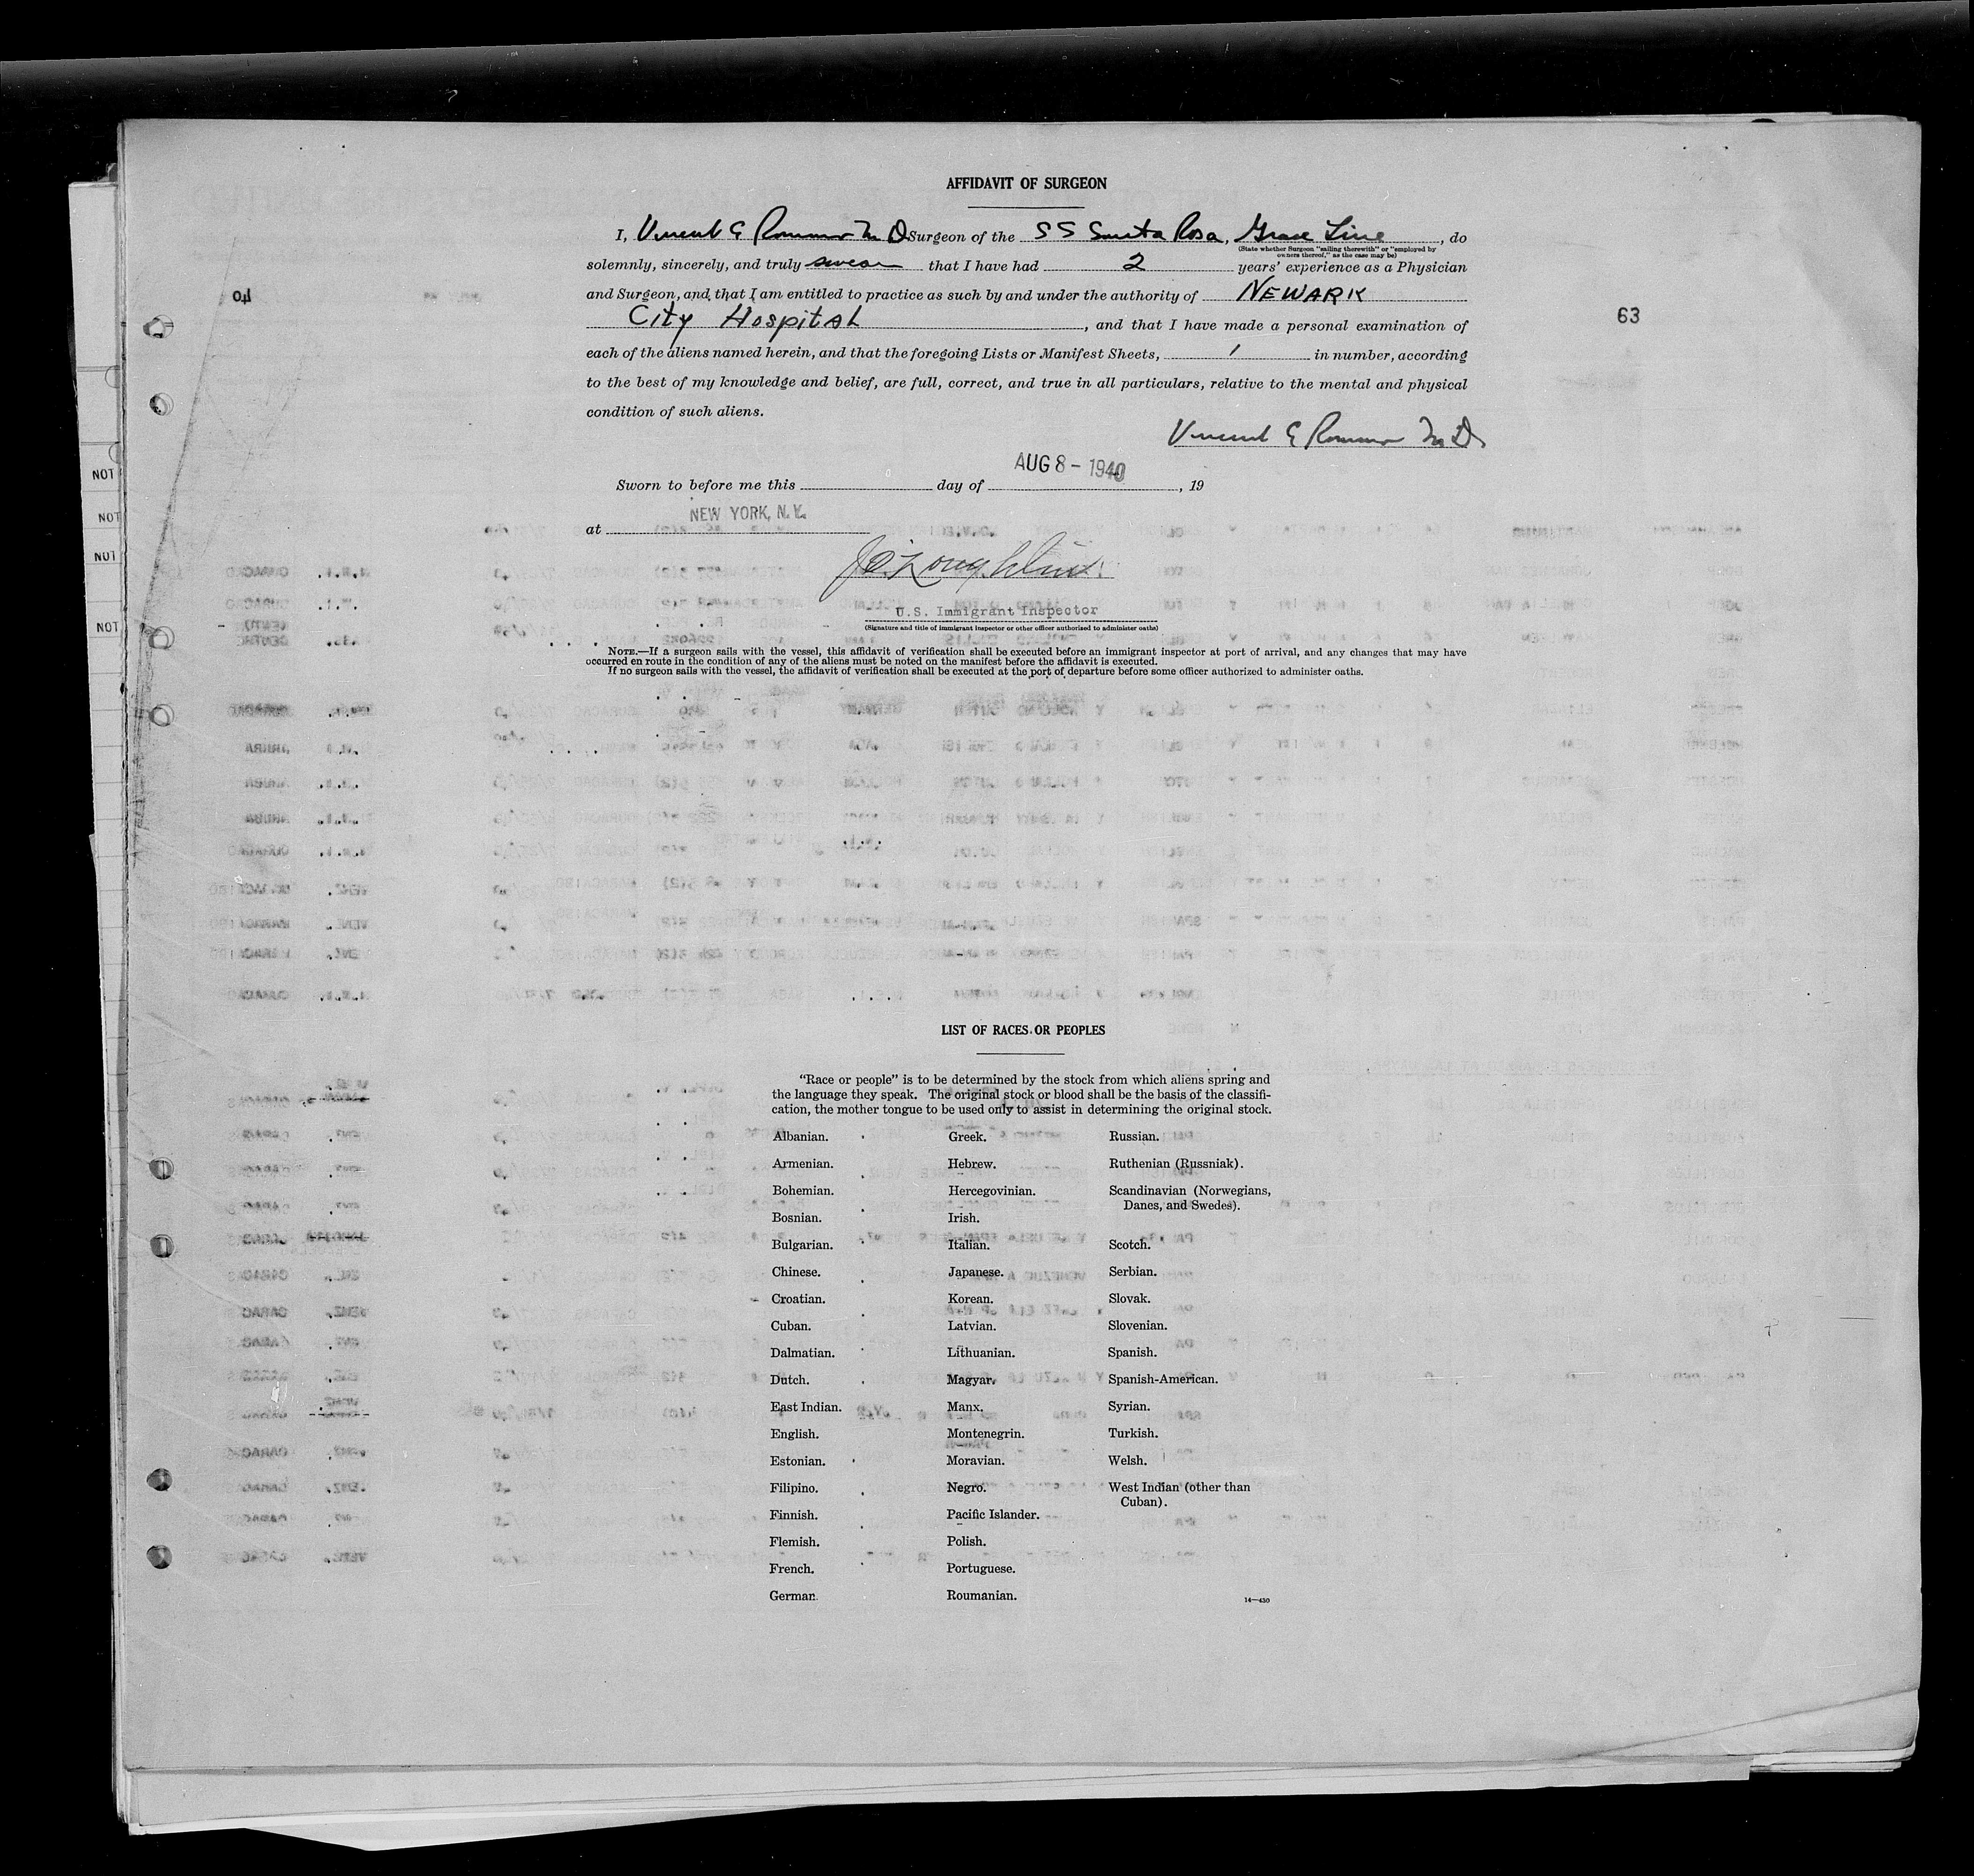 AFFIDAVIT OF SURGEON
I, Vincent G M D Surgeon of the S S Santa Rosa, Grace Line, do
(State whether Surgeon "sailing therewith" or "employed by
owners thereof," as the case may be)
solemnly, sincerely, and truly swear that I have had 2 years' experience as a Physician
and Surgeon, and that I am entitled to practice as such by and under the authority of NEWARK
City Hospital, and that I have made a personal examination of
each of the aliens named herein, and that the foregoing Lists or Manifest Sheets, 1 in number, according
to the best of my knowledge and belief, are full, correct, and true in all particulars, relative to the mental and physical
condition of such aliens.
63
Vincent G M D
AUG 8 - 1940
Sworn to before me this day of , 19
NEW YORK, N.Y.
at
U.S. Immigrant Inspector
(Signature and title of immigrant inspector or other officer authorized to administer oaths)
NOTE.—If a surgeon sails with the vessel, this affidavit of verification shall be executed before an immigrant inspector at port of arrival, and any changes that may have
occurred en route in the condition of any of the aliens must be noted on the manifest before the affidavit is executed.
If no surgeon sails with the vessel, the affidavit of verification shall be executed at the port of departure before some officer authorized to administer oaths.
NOT
NOT
NOT
NOT
LIST OF RACES OR PEOPLES
"Race or people" is to be determined by the stock from which aliens spring and
the language they speak. The original stock or blood shall be the basis of the classifi-
cation, the mother tongue to be used only to assist in determining the original stock.
Albanian.
Armenian.
Bohemian.
Bosnian.
Bulgarian.
Chinese.
Croatian.
Cuban.
Dalmatian.
Dutch.
East Indian.
English.
Estonian.
Filipino.
Finnish.
Flemish.
French.
German.
Greek.
Hebrew.
Hercegovinian.
Irish.
Italian.
Japanese.
Korean.
Latvian.
Lithuanian.
Magyar.
Manx.
Montenegrin.
Moravian.
Negro.
Pacific Islander.
Polish.
Portuguese.
Roumanian.
Russian.
Ruthenian (Russniak).
Scandinavian (Norwegians,
Danes, and Swedes).
Scotch.
Serbian.
Slovak.
Slovenian.
Spanish.
Spanish-American.
Syrian.
Turkish.
Welsh.
West Indian (other than
Cuban).
14—430